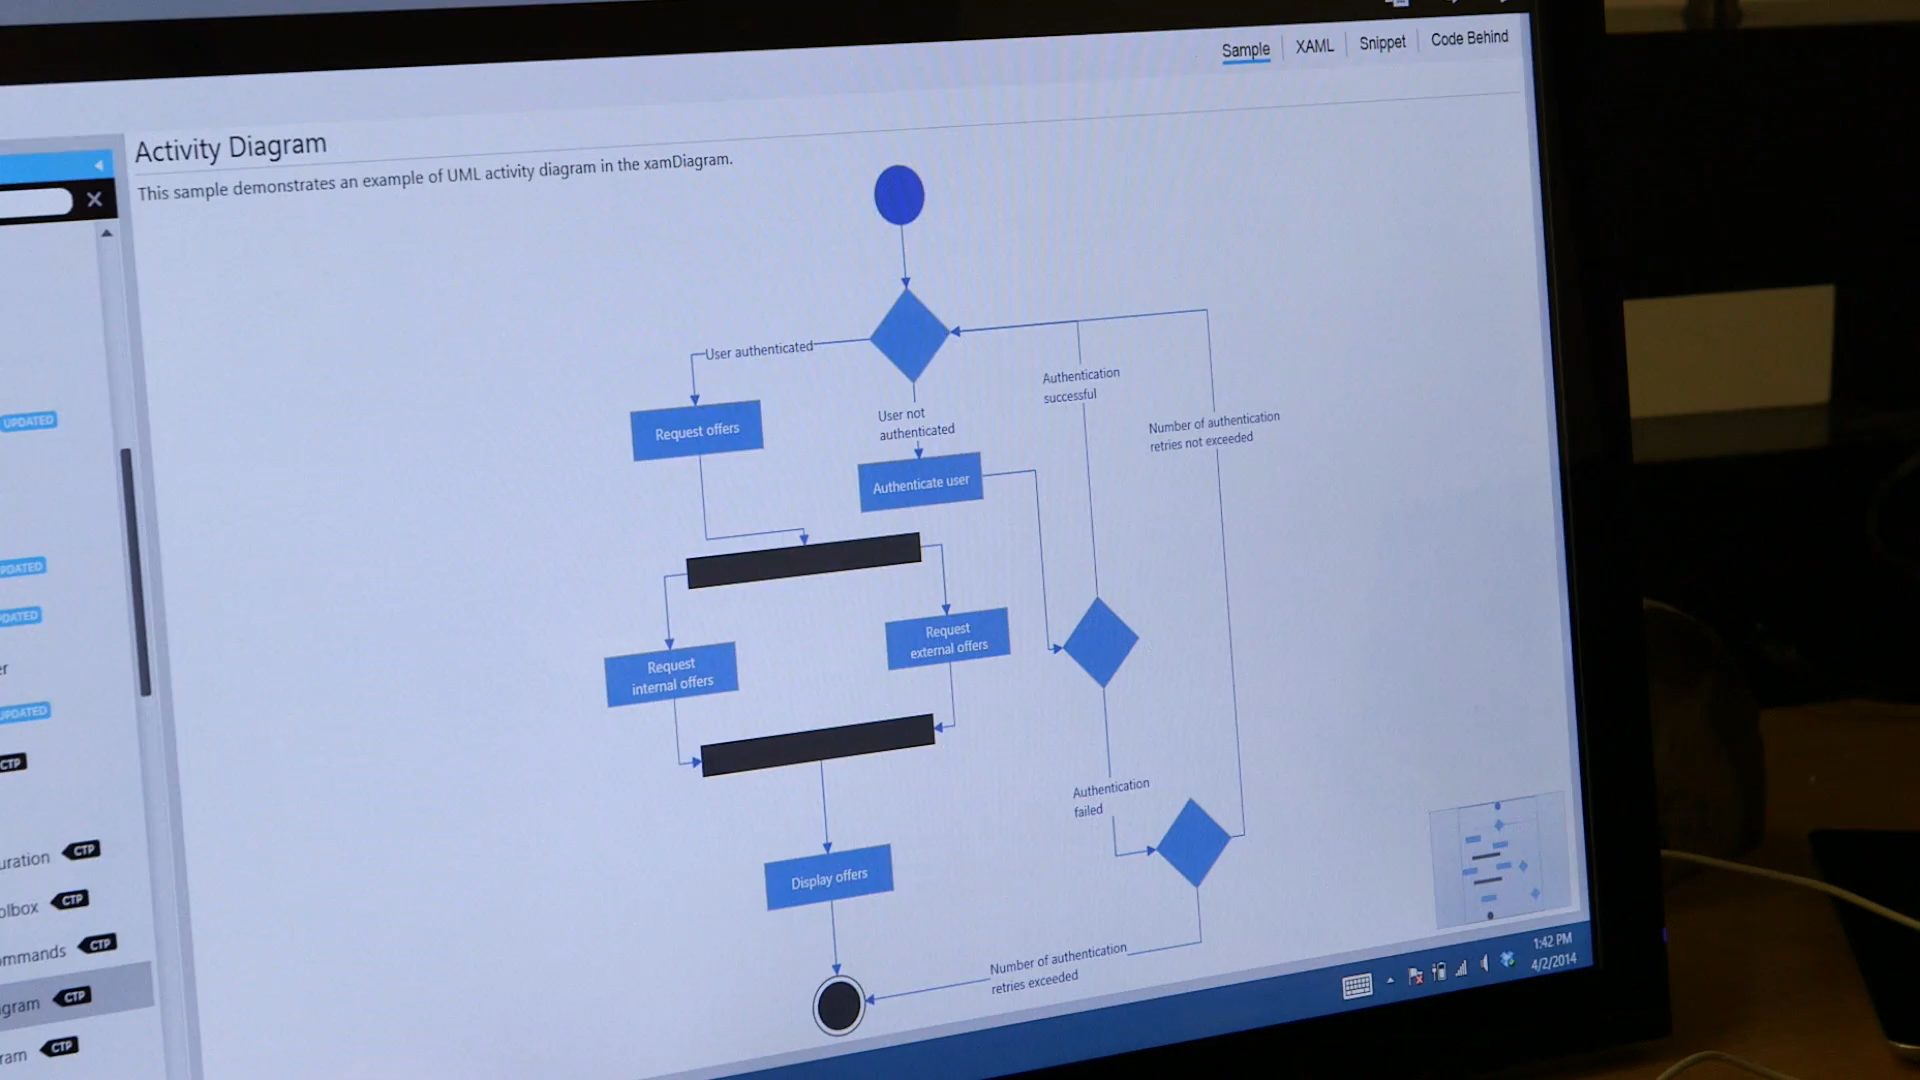 Sample XAML Snippet Code Behind
Activity Diagram
This sample demonstrates an example of UML activity diagram in the xamDiagram.
User authenticated
Authentication
successful
User not
authenticated
Number of authentication
retries not exceeded
Request offers
Authenticate user
Request
external offers
Request
internal offers
Authentication
failed
Display offers
Number of authentication
retries exceeded
UPDATED
PDATED
PDATED
er
UPDATED
CTP
uration CTP
olbox CTP
ommands CTP
gram CTP
ram CTP
1:42 PM
4/2/2014